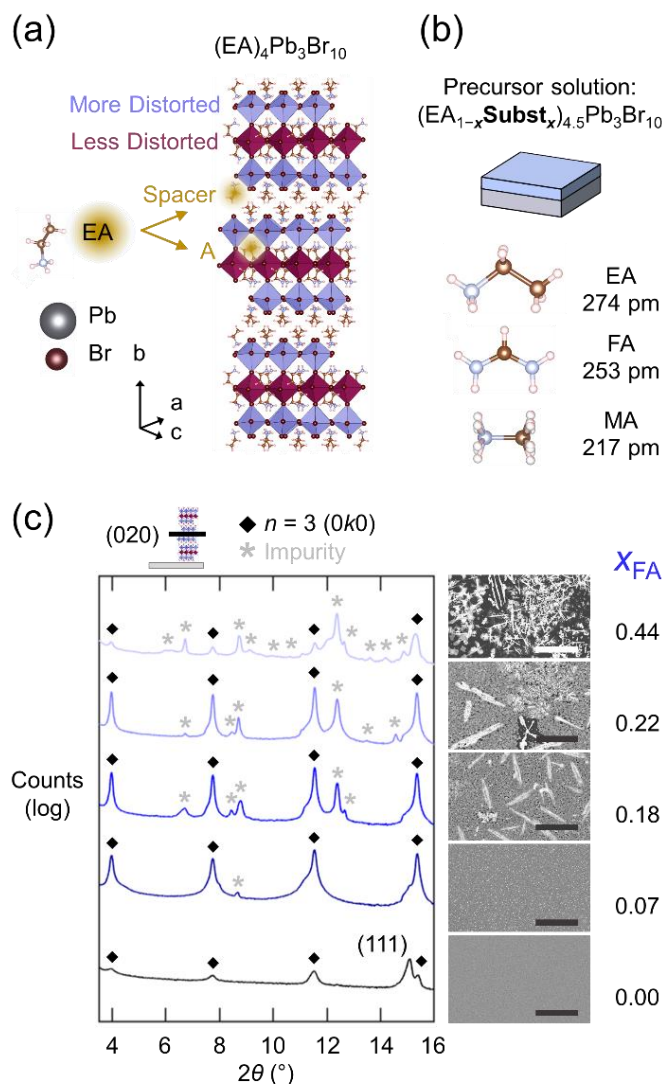 (a)
(EA)₄Pb₃Br₁₀
More Distorted
Less Distorted
Spacer
EA
A
Pb
Br
b
a
c
(b)
Precursor solution:
(EA₁₋ₓSubstₓ)₄.₅Pb₃Br₁₀
EA
274 pm
FA
253 pm
MA
217 pm
(c)
(020)
◆ n = 3 (0k0)
* Impurity
x_FA
0.44
0.22
0.18
0.07
0.00
Counts
(log)
(111)
4 6 8 10 12 14 16
2θ (°)